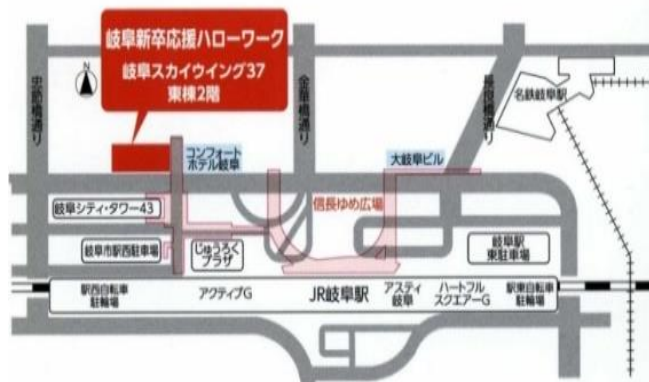 岐阜新卒応援ハローワーク
岐阜スカイウイング37
東棟2階
N
忠節橋通り
金華橋通り
長良橋通り
名鉄岐阜駅
コンフォート
ホテル岐阜
大岐阜ビル
岐阜シティ・タワー43
信長ゆめ広場
岐阜市駅西駐車場
じゅうろく
プラザ
岐阜駅
東駐車場
駅西自転車
駐輪場
アクティブG
JR岐阜駅
アスティ
岐阜
ハートフル
スクエアーG
駅東自転車
駐輪場